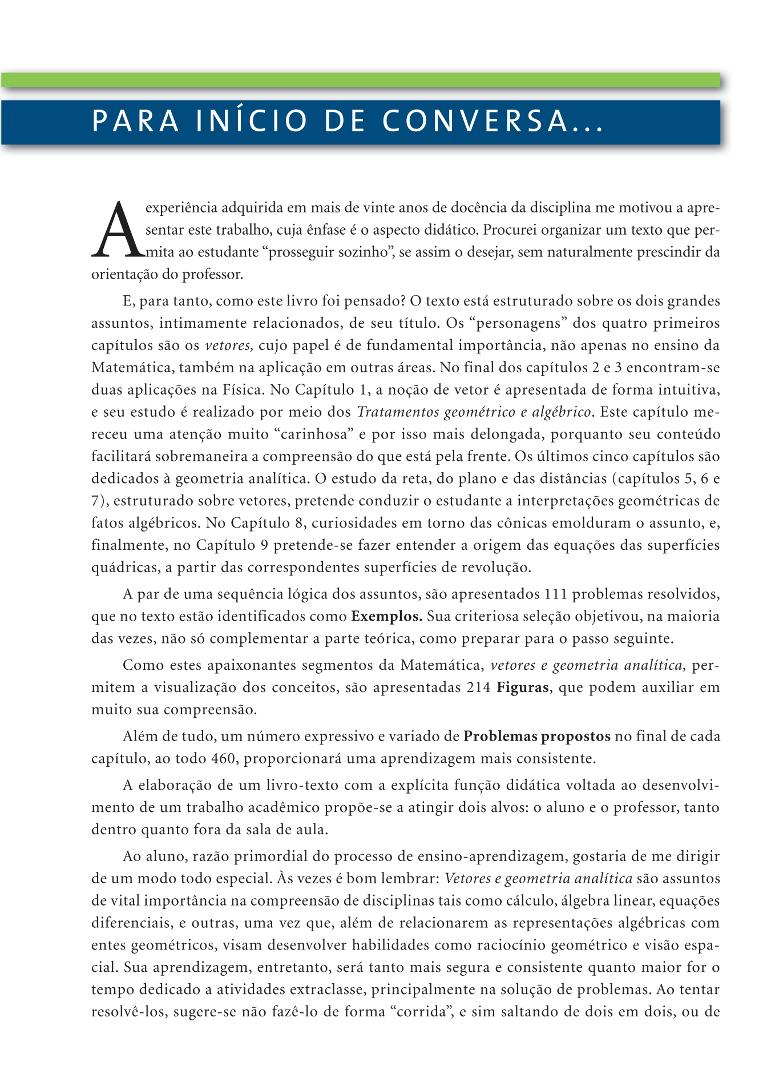 PARA INÍCIO DE CONVERSA...
A experiência adquirida em mais de vinte anos de docência da disciplina me motivou a apre-
sentar este trabalho, cuja ênfase é o aspecto didático. Procurei organizar um texto que per-
mita ao estudante “prosseguir sozinho”, se assim o desejar, sem naturalmente prescindir da
orientação do professor.
E, para tanto, como este livro foi pensado? O texto está estruturado sobre os dois grandes
assuntos, intimamente relacionados, de seu título. Os “personagens” dos quatro primeiros
capítulos são os vetores, cujo papel é de fundamental importância, não apenas no ensino da
Matemática, também na aplicação em outras áreas. No final dos capítulos 2 e 3 encontram-se
duas aplicações na Física. No Capítulo 1, a noção de vetor é apresentada de forma intuitiva,
e seu estudo é realizado por meio dos Tratamentos geométrico e algébrico. Este capítulo me-
receu uma atenção muito “carinhosa” e por isso mais delongada, porquanto seu conteúdo
facilitará sobremaneira a compreensão do que está pela frente. Os últimos cinco capítulos são
dedicados à geometria analítica. O estudo da reta, do plano e das distâncias (capítulos 5, 6 e
7), estruturado sobre vetores, pretende conduzir o estudante a interpretações geométricas de
fatos algébricos. No Capítulo 8, curiosidades em torno das cônicas emolduram o assunto, e,
finalmente, no Capítulo 9 pretende-se fazer entender a origem das equações das superfícies
quádricas, a partir das correspondentes superfícies de revolução.
A par de uma sequência lógica dos assuntos, são apresentados 111 problemas resolvidos,
que no texto estão identificados como Exemplos. Sua criteriosa seleção objetivou, na maioria
das vezes, não só complementar a parte teórica, como preparar para o passo seguinte.
Como estes apaixonantes segmentos da Matemática, vetores e geometria analítica, per-
mitem a visualização dos conceitos, são apresentadas 214 Figuras, que podem auxiliar em
muito sua compreensão.
Além de tudo, um número expressivo e variado de Problemas propostos no final de cada
capítulo, ao todo 460, proporcionará uma aprendizagem mais consistente.
A elaboração de um livro-texto com a explícita função didática voltada ao desenvolvi-
mento de um trabalho acadêmico propõe-se a atingir dois alvos: o aluno e o professor, tanto
dentro quanto fora da sala de aula.
Ao aluno, razão primordial do processo de ensino-aprendizagem, gostaria de me dirigir
de um modo todo especial. Às vezes é bom lembrar: Vetores e geometria analítica são assuntos
de vital importância na compreensão de disciplinas tais como cálculo, álgebra linear, equações
diferenciais, e outras, uma vez que, além de relacionarem as representações algébricas com
entes geométricos, visam desenvolver habilidades como raciocínio geométrico e visão espa-
cial. Sua aprendizagem, entretanto, será tanto mais segura e consistente quanto maior for o
tempo dedicado a atividades extraclasse, principalmente na solução de problemas. Ao tentar
resolvê-los, sugere-se não fazê-lo de forma “corrida”, e sim saltando de dois em dois, ou de